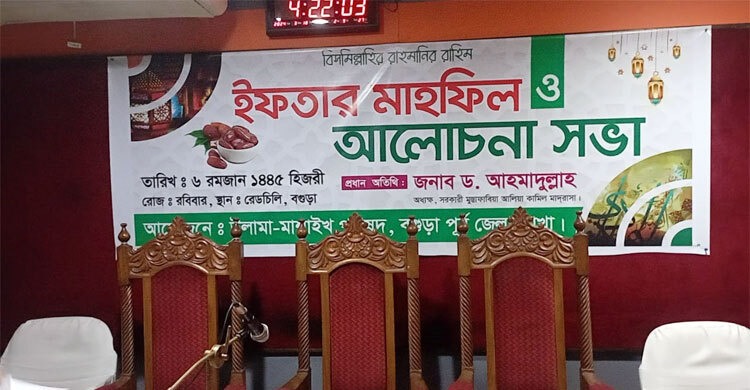 4:22:03
বিসমিল্লাহির রাহমানির রাহিম
ইফতার মাহফিল ও
আলোচনা সভা
তারিখ : ৬ রমজান ১৪৪৫ হিজরী
রোজ : রবিবার, স্থান : রেডচিলি, বগুড়া
প্রধান অতিথি : জনাব ড. আহমাদুল্লাহ
অধ্যক্ষ, সরকারী মুস্তাফাবিয়া আলিয়া কামিল মাদ্রাসা।
বগুড়া জেলা